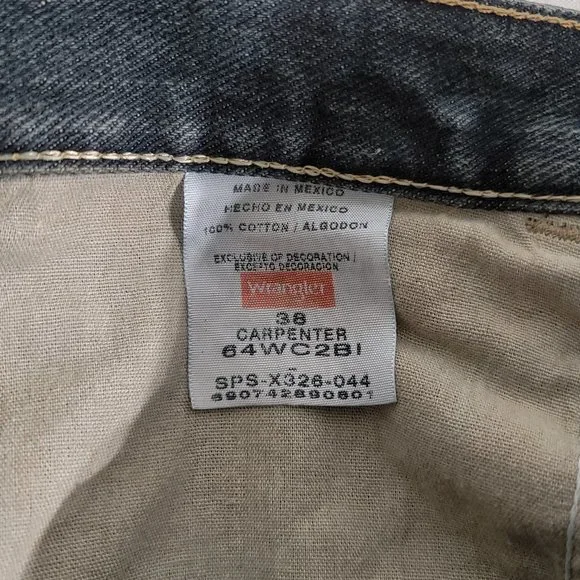 MADE IN MEXICO
HECHO EN MEXICO
100% COTTON / ALGODON
EXCLUSIVE OF DECORATION /
EXCEPTO DECORACION
Wrangler
38
CARPENTER
64WC2BI
SPS-X326-044